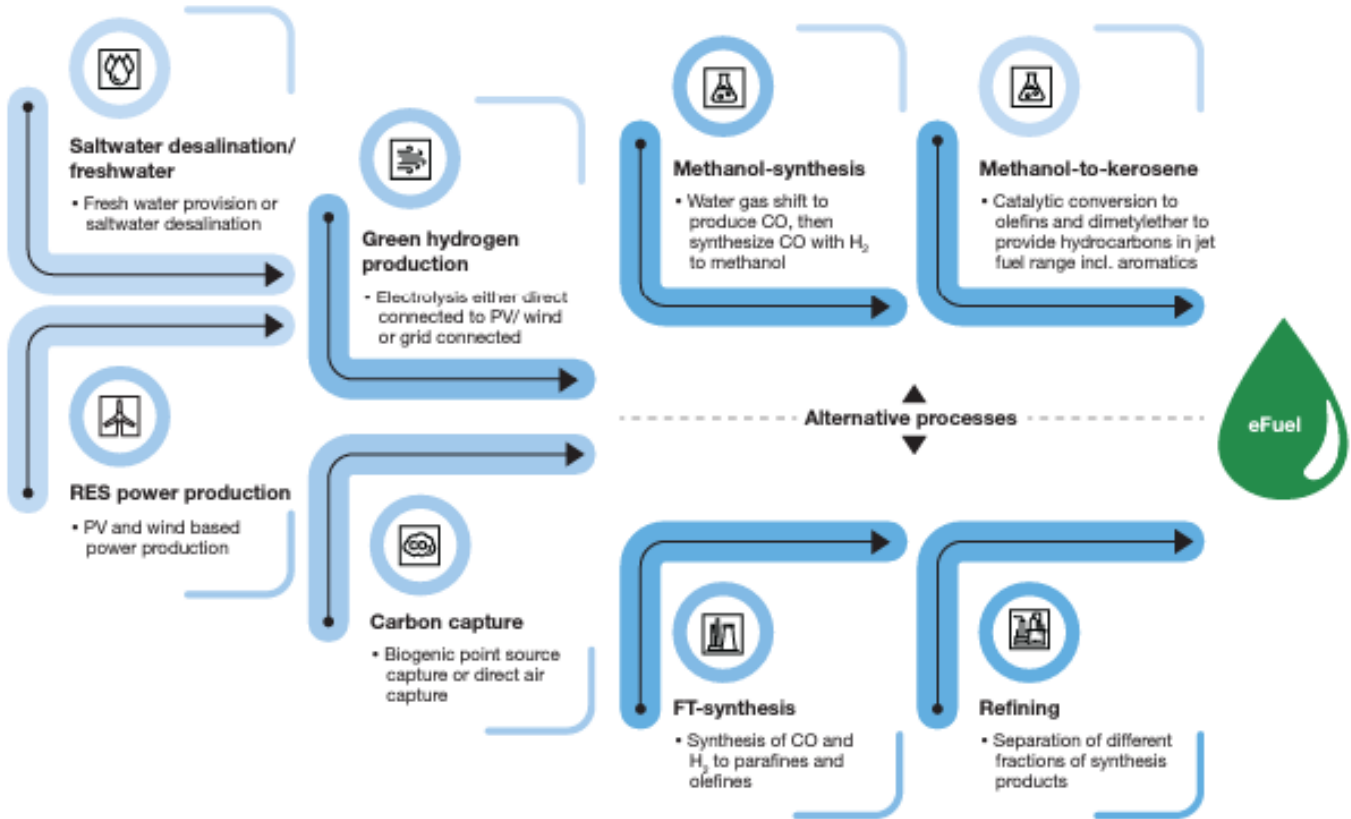 Saltwater desalination/
freshwater
• Fresh water provision or
saltwater desalination
RES power production
• PV and wind based
power production
Green hydrogen
production
• Electrolysis either direct
connected to PV/ wind
or grid connected
CO₂
Carbon capture
• Biogenic point source
capture or direct air
capture
Methanol-synthesis
• Water gas shift to
produce CO, then
synthesize CO with H₂
to methanol
Methanol-to-kerosene
• Catalytic conversion to
olefins and dimetylether to
provide hydrocarbons in jet
fuel range incl. aromatics
Alternative processes
eFuel
FT-synthesis
• Synthesis of CO and
H₂ to parafines and
olefines
Refining
• Separation of different
fractions of synthesis
products